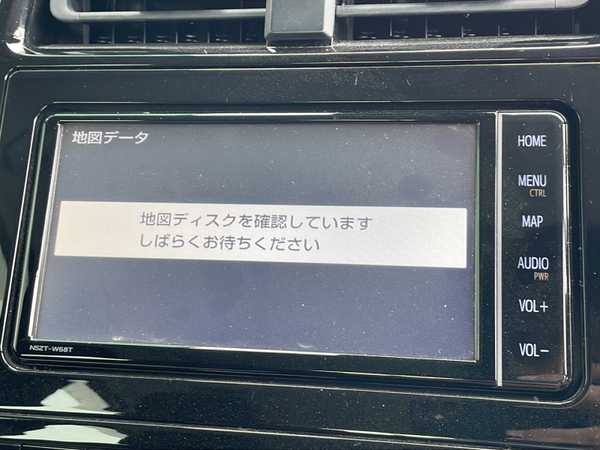 地図データ
地図ディスクを確認しています
しばらくお待ちください
HOME
MENU
CTRL
MAP
AUDIO
PWR
VOL+
VOL-
NSZT-W68T